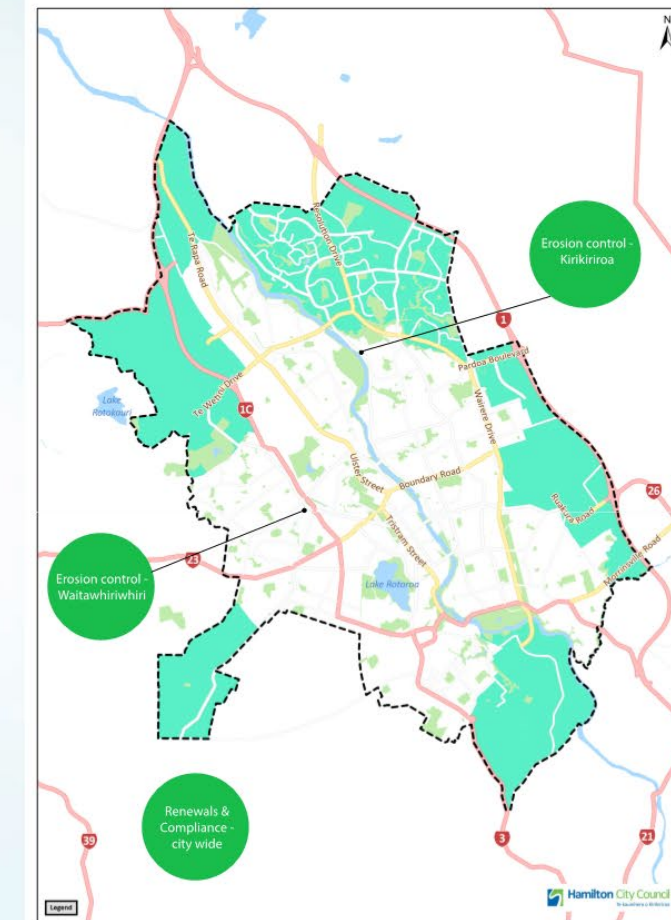 N
Erosion control -
Kirikiriroa
Resolution Drive
Te Rapa Road
1
Pardoa Boulevard
Te Wetini Drive
Wairere Drive
Lake
Rotokauri
1C
Ulster Street
Boundary Road
26
Ruakura Road
Tristram Street
Morrinsville Road
23
Erosion control -
Waitawhiriwhiri
Lake Rotoroa
Renewals &
Compliance -
city wide
39
3
21
Legend
Hamilton City Council